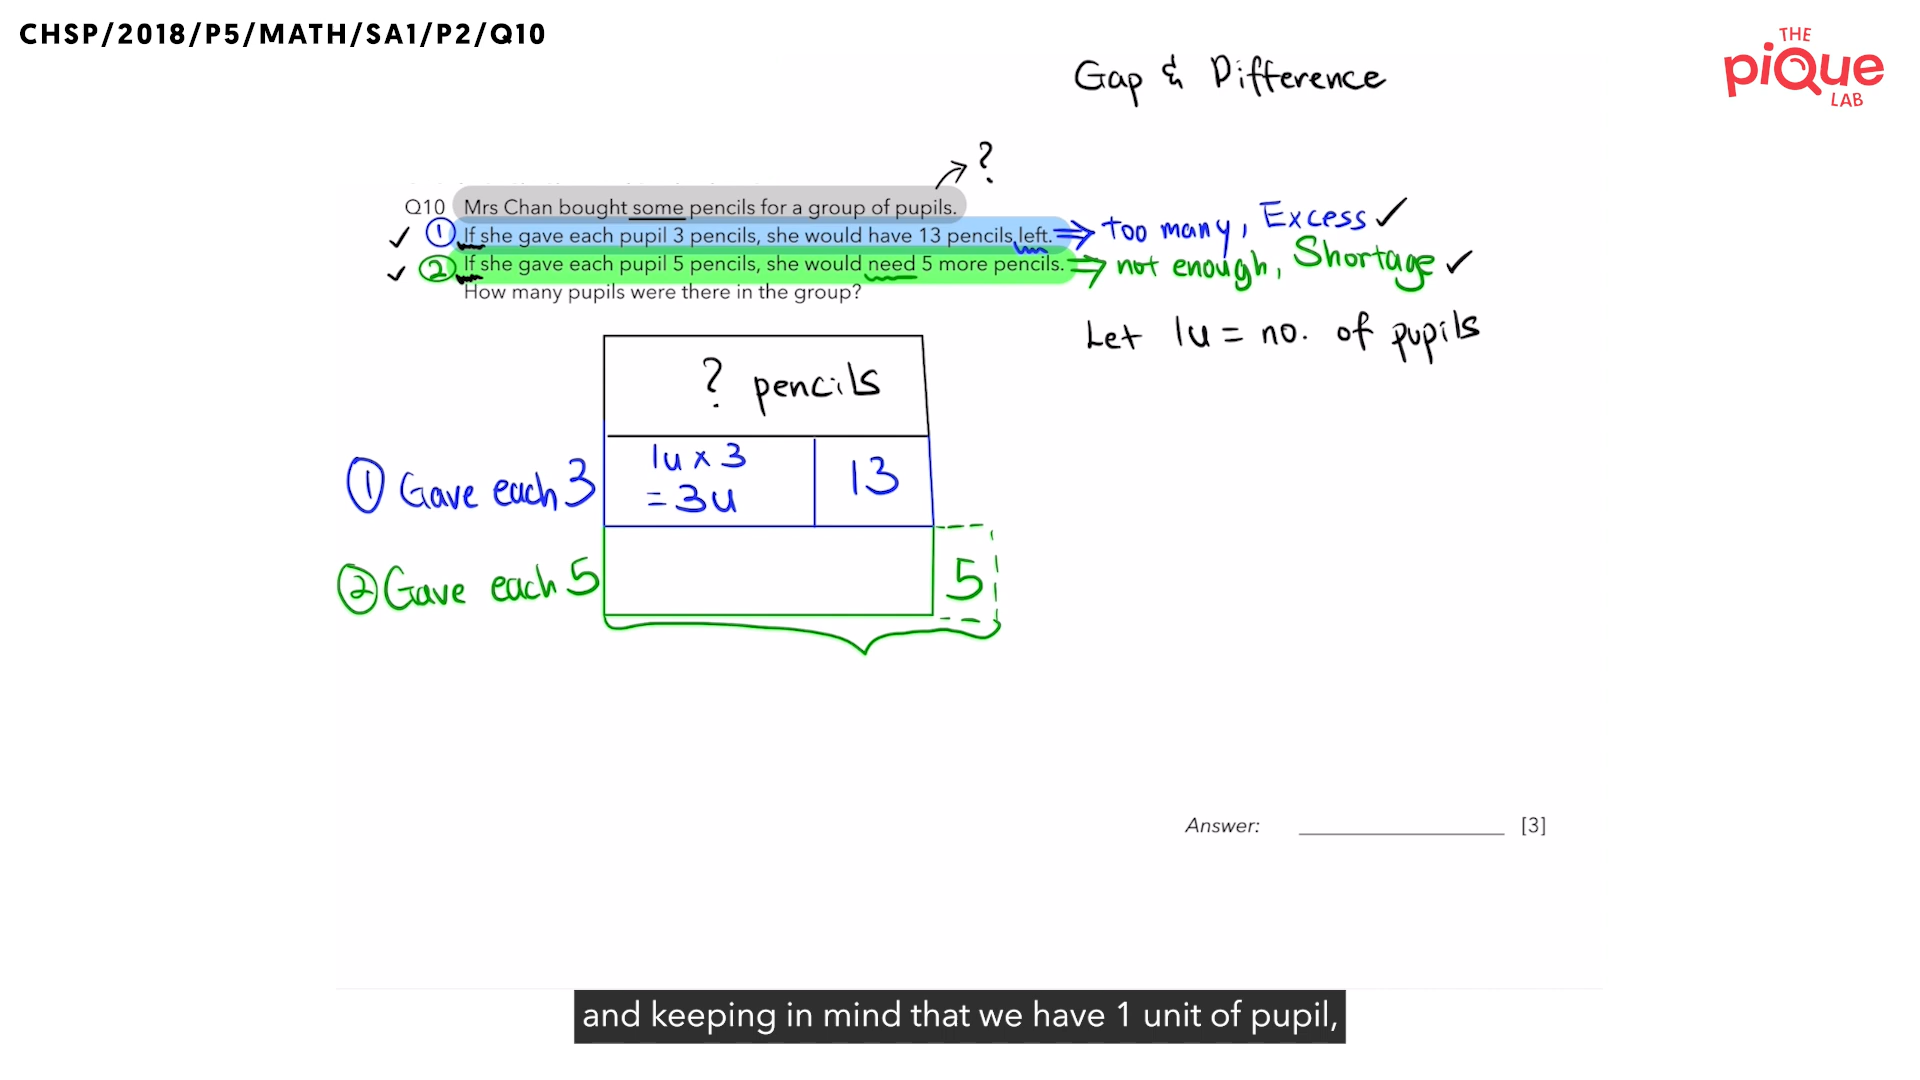 CHSP/2018/P5/MATH/SA1/P2/Q10
THE
piQue
LAB
Gap & Difference
?
Q10 Mrs Chan bought some pencils for a group of pupils.
① If she gave each pupil 3 pencils, she would have 13 pencils left. ⇒ too many, Excess ✓
② If she gave each pupil 5 pencils, she would need 5 more pencils. ⇒ not enough, Shortage ✓
How many pupils were there in the group?
Let 1u = no. of pupils
? pencils
① Gave each 3
1u x 3
= 3u
13
② Gave each 5
5
Answer: ____________ [3]
and keeping in mind that we have 1 unit of pupil,